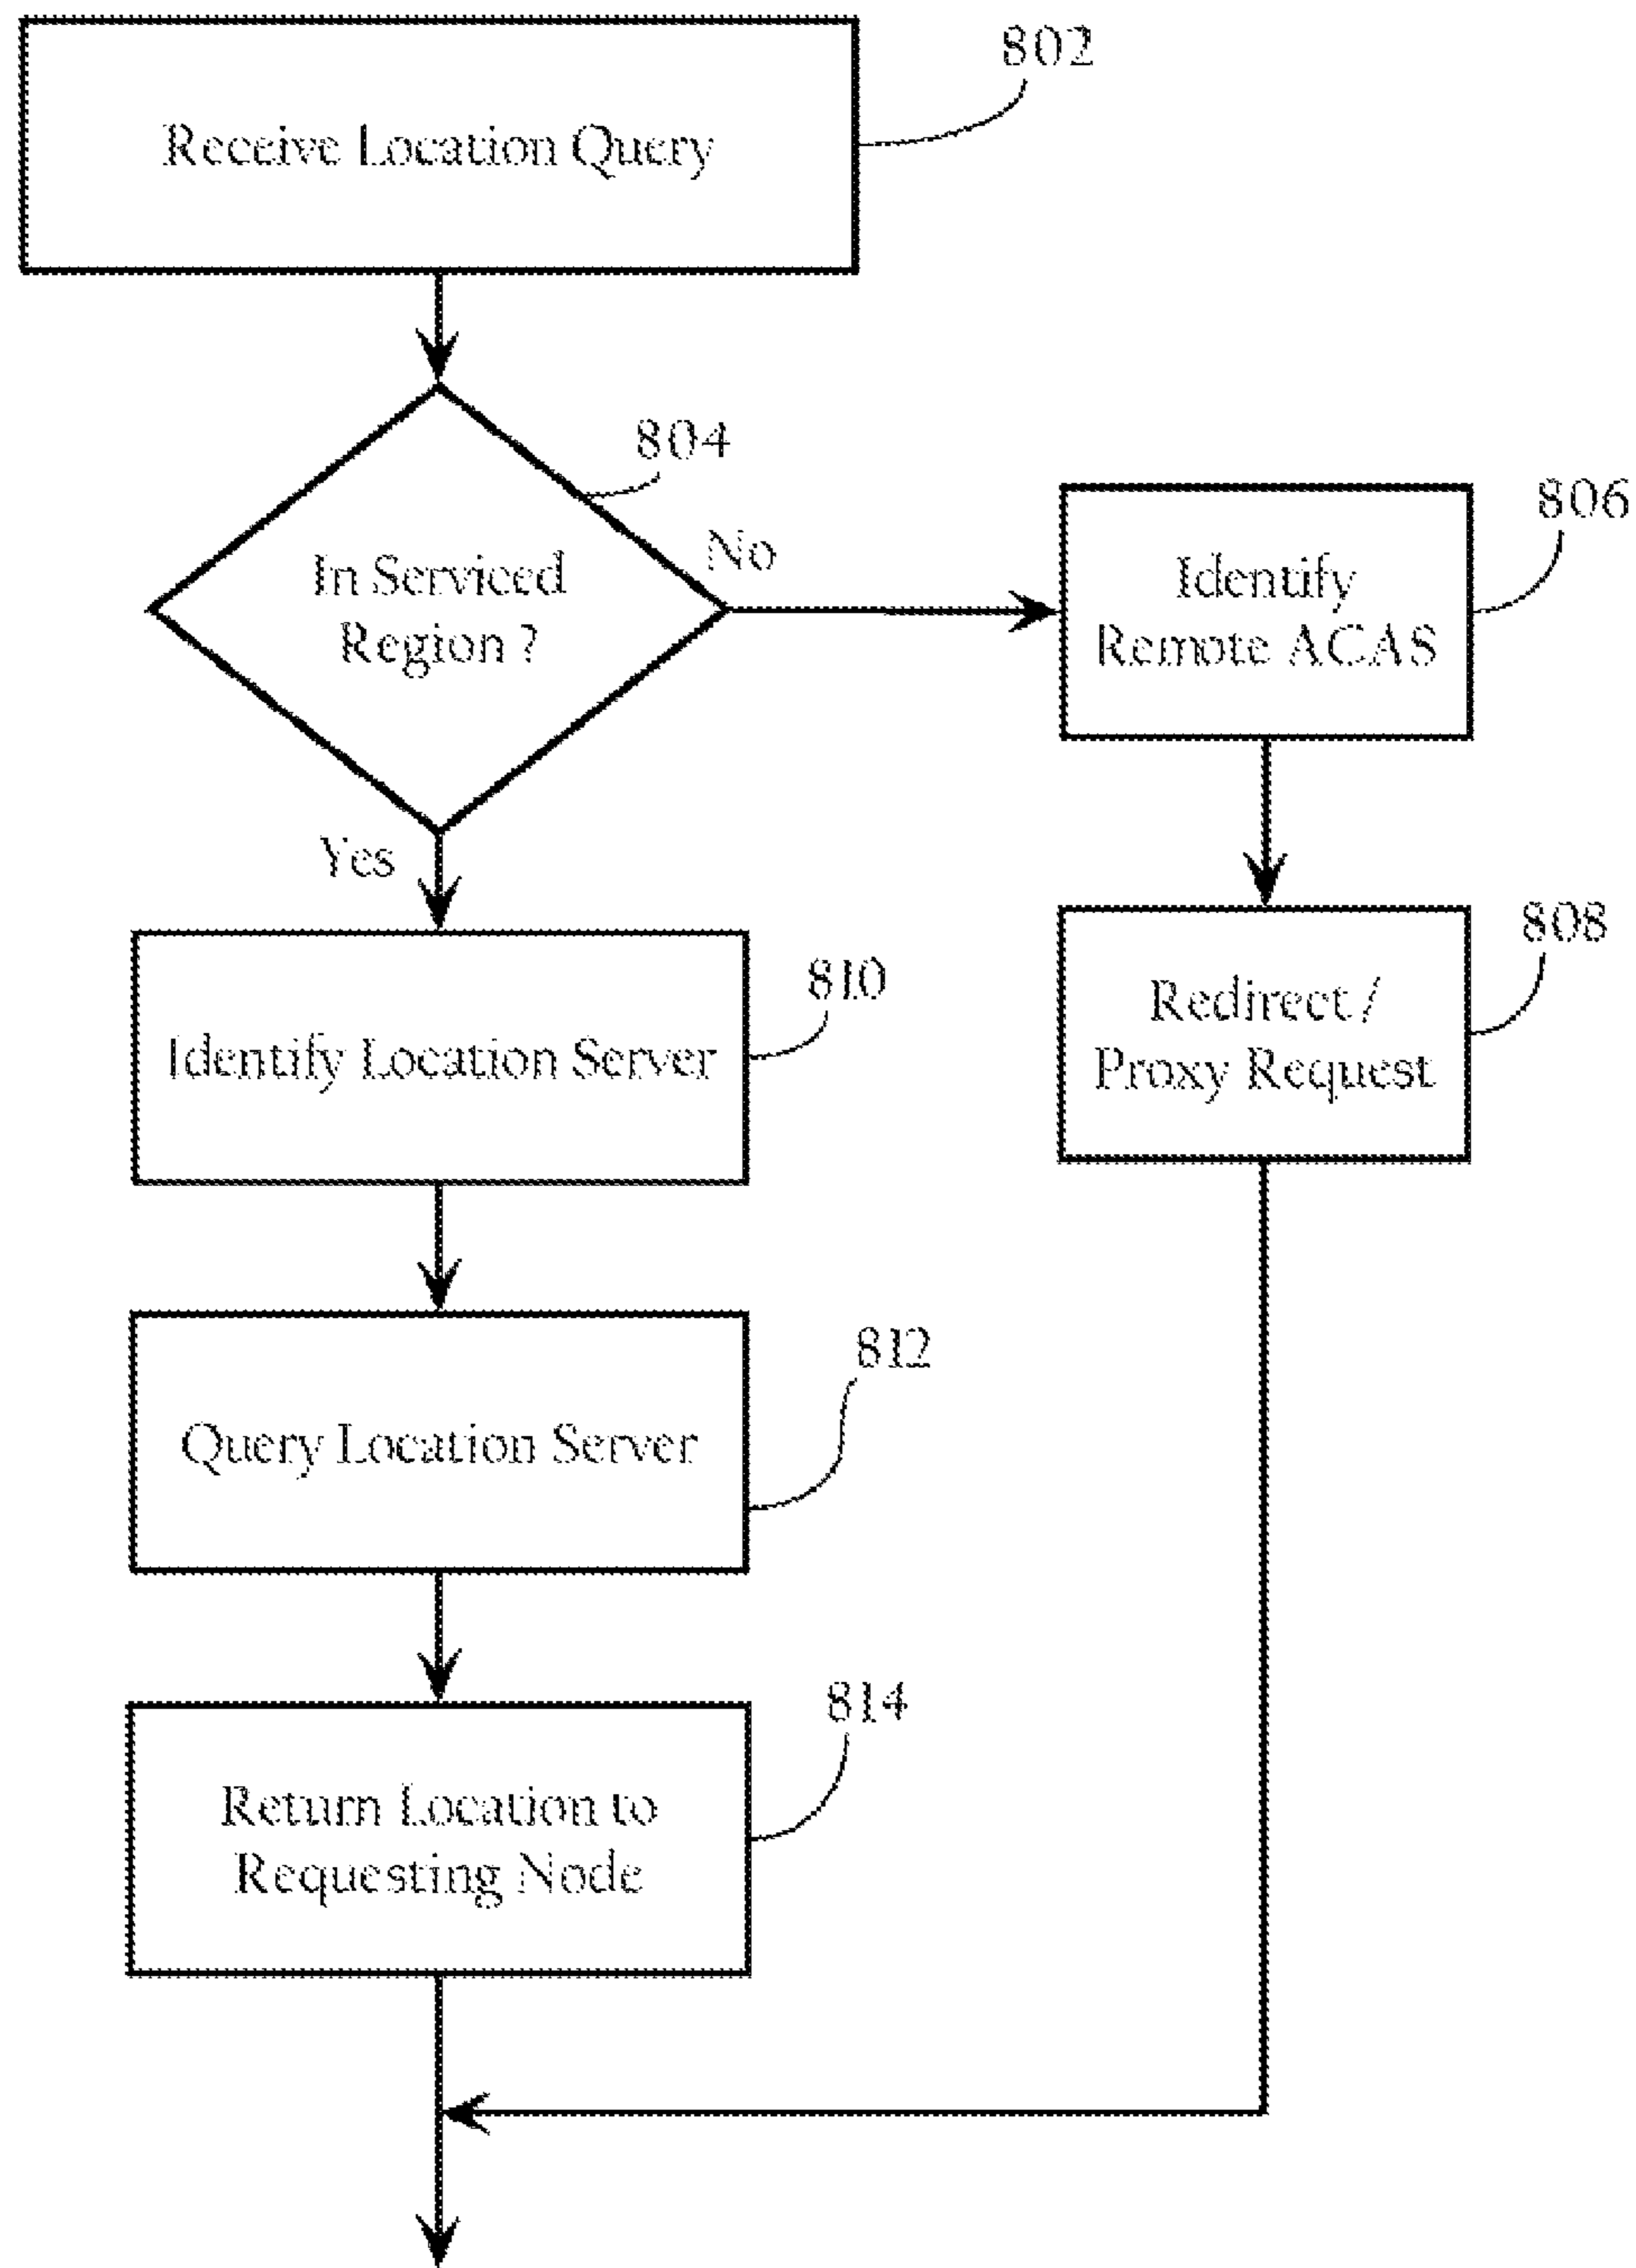 802
Receive Location Query
804
In Serviced
Region ?
No
806
Identify
Remote ACAS
Yes
808
Redirect /
Proxy Request
810
Identify Location Server
812
Query Location Server
814
Return Location to
Requesting Node